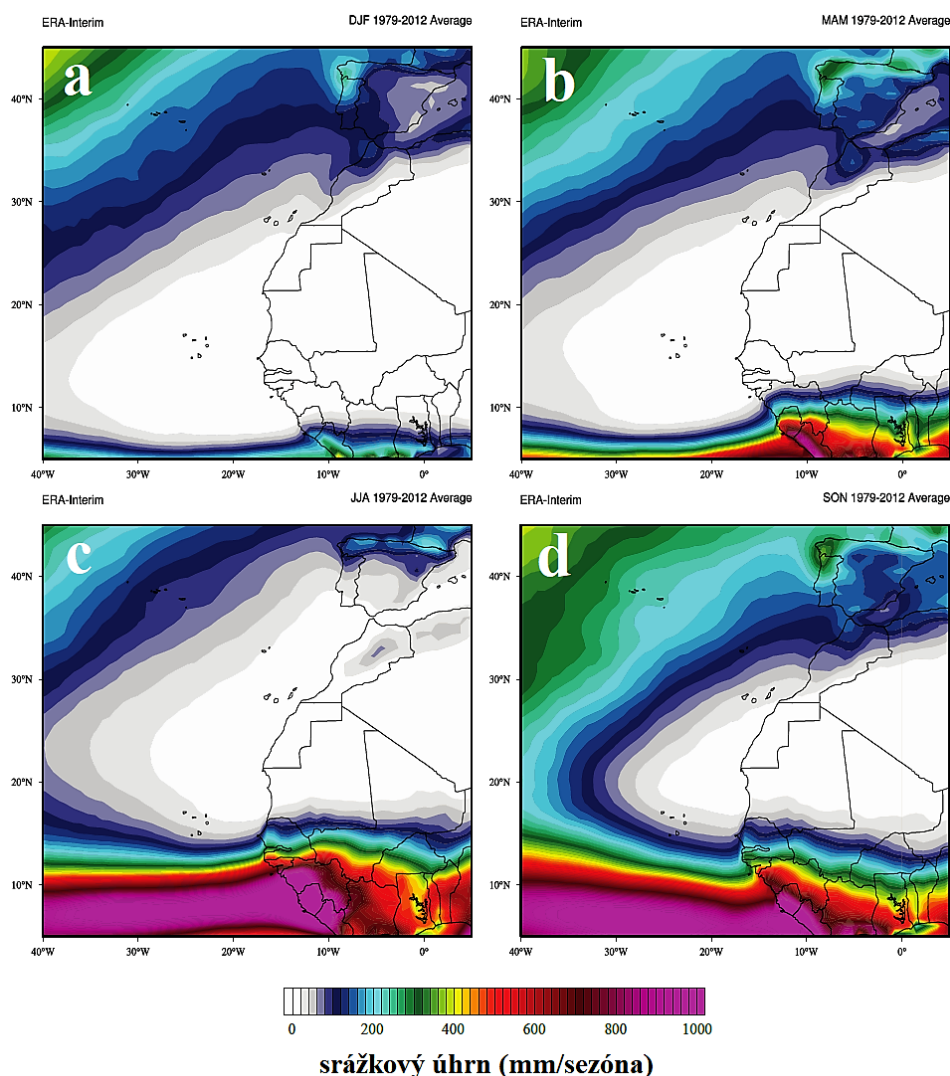 ERA-Interim DJF 1979-2012 Average
a
40°N
30°N
20°N
10°N
40°W 30°W 20°W 10°W 0°
ERA-Interim MAM 1979-2012 Average
b
40°N
30°N
20°N
10°N
40°W 30°W 20°W 10°W 0°
ERA-Interim JJA 1979-2012 Average
c
40°N
30°N
20°N
10°N
40°W 30°W 20°W 10°W 0°
ERA-Interim SON 1979-2012 Average
d
40°N
30°N
20°N
10°N
40°W 30°W 20°W 10°W 0°
0 200 400 600 800 1000
srážkový úhrn (mm/sezóna)